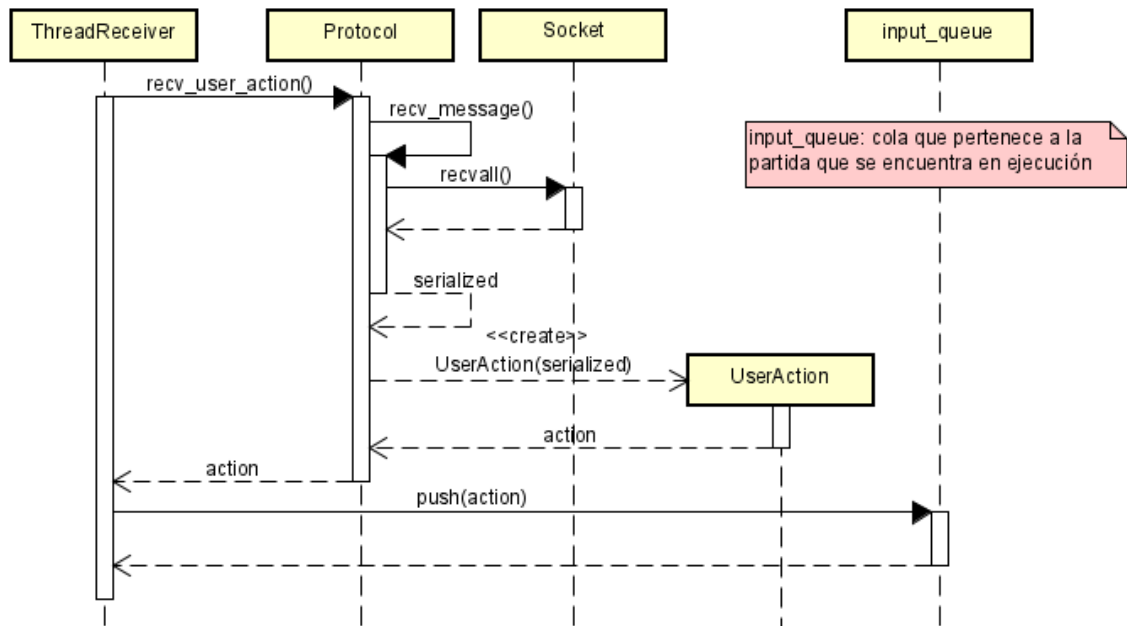 ThreadReceiver
Protocol
Socket
input_queue
recv_user_action()
recv_message()
input_queue: cola que pertenece a la
partida que se encuentra en ejecución
recvall()
serialized
<<create>>
UserAction(serialized)
UserAction
action
action
push(action)